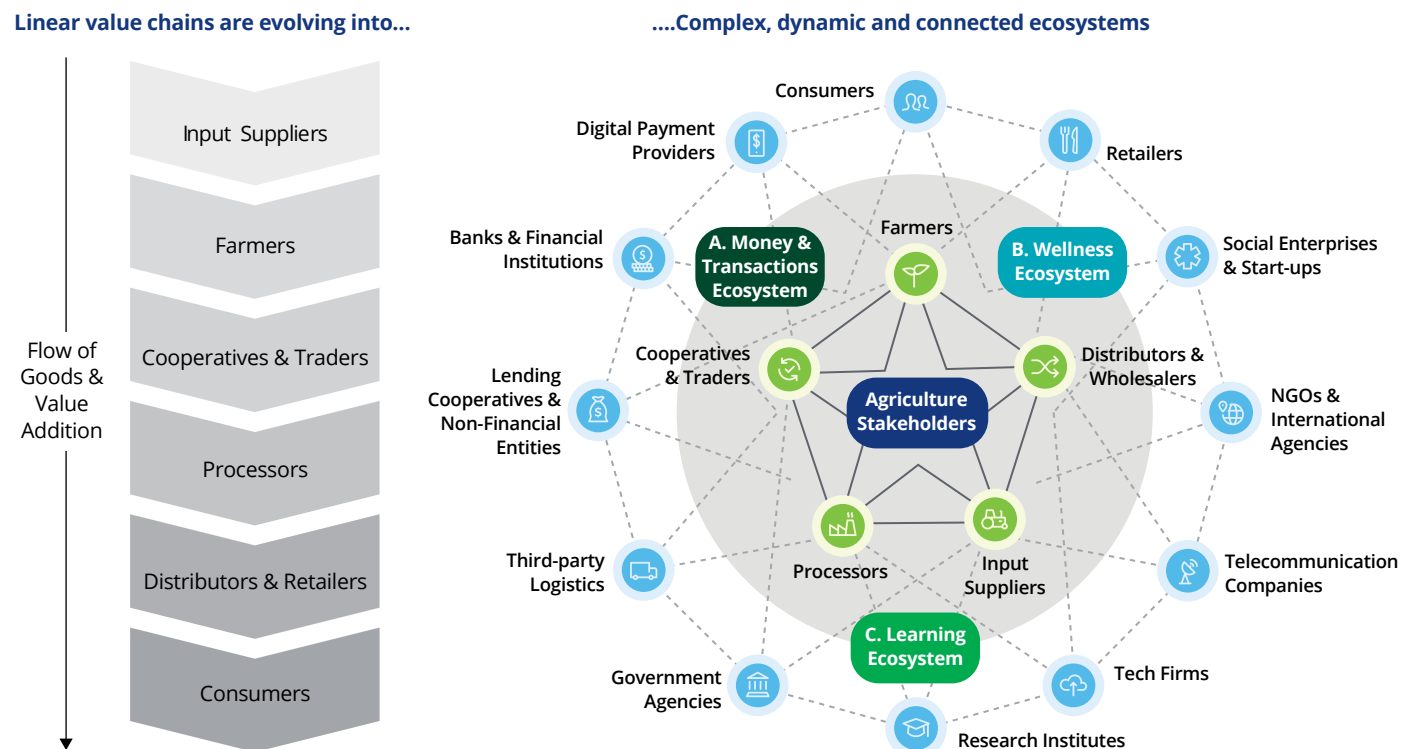 Linear value chains are evolving into...
Input Suppliers
Farmers
Cooperatives & Traders
Processors
Distributors & Retailers
Consumers
Flow of
Goods &
Value
Addition
....Complex, dynamic and connected ecosystems
Consumers
Digital Payment
Providers
Retailers
Banks & Financial
Institutions
A. Money &
Transactions
Ecosystem
Farmers
B. Wellness
Ecosystem
Social Enterprises
& Start-ups
Cooperatives
& Traders
Distributors &
Wholesalers
Lending
Cooperatives &
Non-Financial
Entities
Agriculture
Stakeholders
NGOs &
International
Agencies
Third-party
Logistics
Processors
Input
Suppliers
Telecommunication
Companies
C. Learning
Ecosystem
Government
Agencies
Tech Firms
Research Institutes
$
$
$